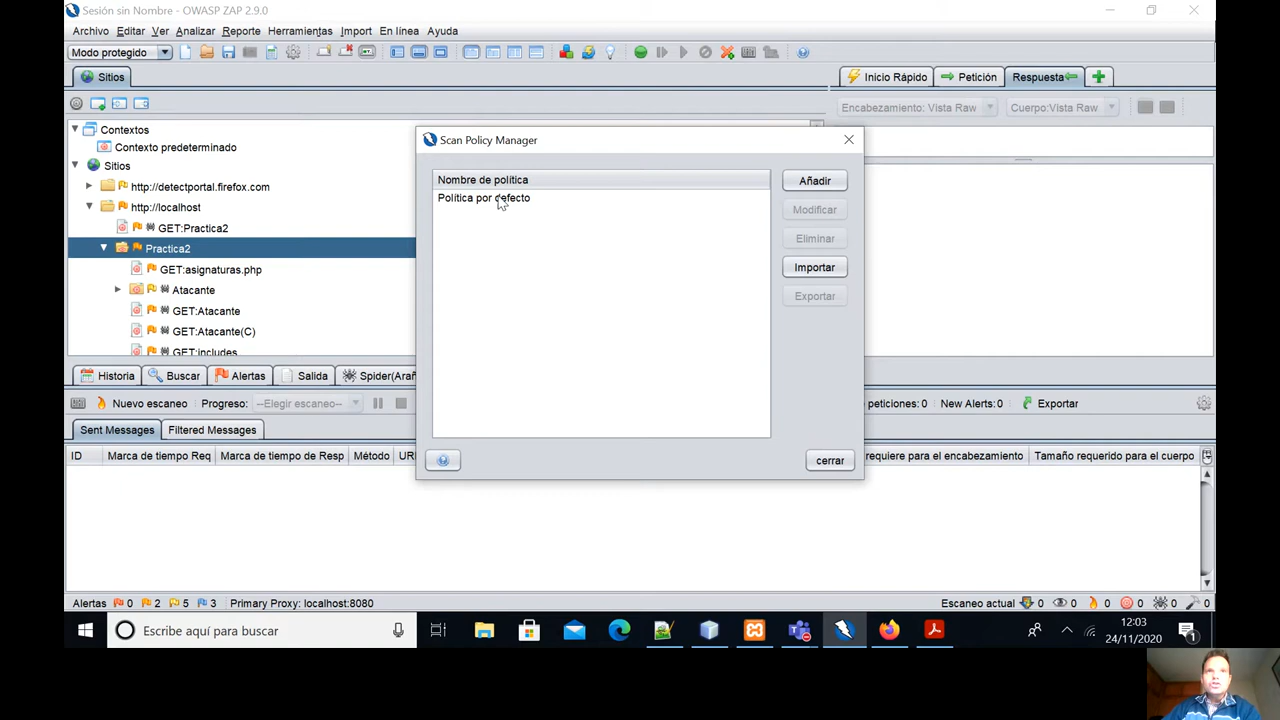 Sesión sin Nombre - OWASP ZAP 2.9.0
Archivo Editar Ver Analizar Reporte Herramientas Import En línea Ayuda
Modo protegido
Sitios
Inicio Rápido Petición Respuesta
Encabezamiento: Vista Raw Cuerpo:Vista Raw
Contextos
Contexto predeterminado
Sitios
http://detectportal.firefox.com
http://localhost
GET:Practica2
Practica2
GET:asignaturas.php
Atacante
GET:Atacante
GET:Atacante(C)
GET:includes
Scan Policy Manager
Nombre de política
Política por defecto
Añadir
Modificar
Eliminar
Importar
Exportar
cerrar
Historia Buscar Alertas Salida Spider(Arañ
Nuevo escaneo Progreso: --Elegir escaneo-- peticiones:0 New Alerts:0 Exportar
Sent Messages Filtered Messages
ID Marca de tiempo Req Marca de tiempo de Resp Método URI requiere para el encabezamiento Tamaño requerido para el cuerpo
Alertas 0 2 5 3 Primary Proxy: localhost:8080 Escaneo actual 0 0 0 0 0 0
Escribe aquí para buscar
12:03
24/11/2020
1